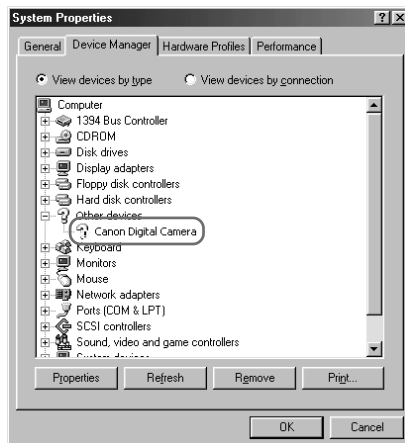 System Properties
?
General Device Manager Hardware Profiles Performance
View devices by type View devices by connection
Computer
1394 Bus Controller
CDROM
Disk drives
Display adapters
Floppy disk controllers
Hard disk controllers
Other devices
Canon Digital Camera
Keyboard
Monitors
Mouse
Network adapters
Ports (COM & LPT)
SCSI controllers
Sound, video and game controllers
System devices
Properties Refresh Remove Print...
OK Cancel